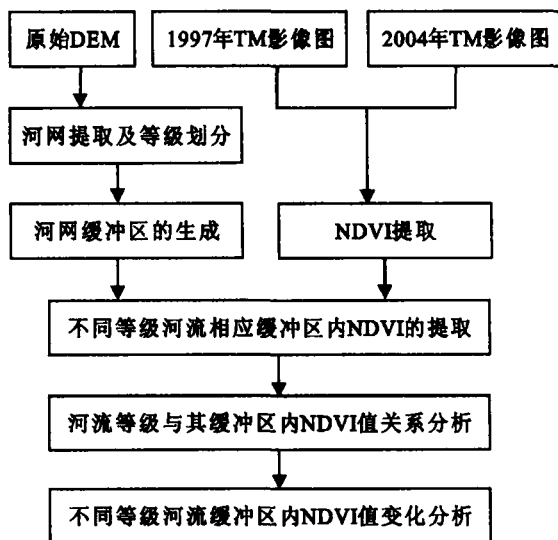 原始DEM
1997年TM影像图
2004年TM影像图
河网提取及等级划分
河网缓冲区的生成
NDVI提取
不同等级河流相应缓冲区内NDVI的提取
河流等级与其缓冲区内NDVI值关系分析
不同等级河流缓冲区内NDVI值变化分析